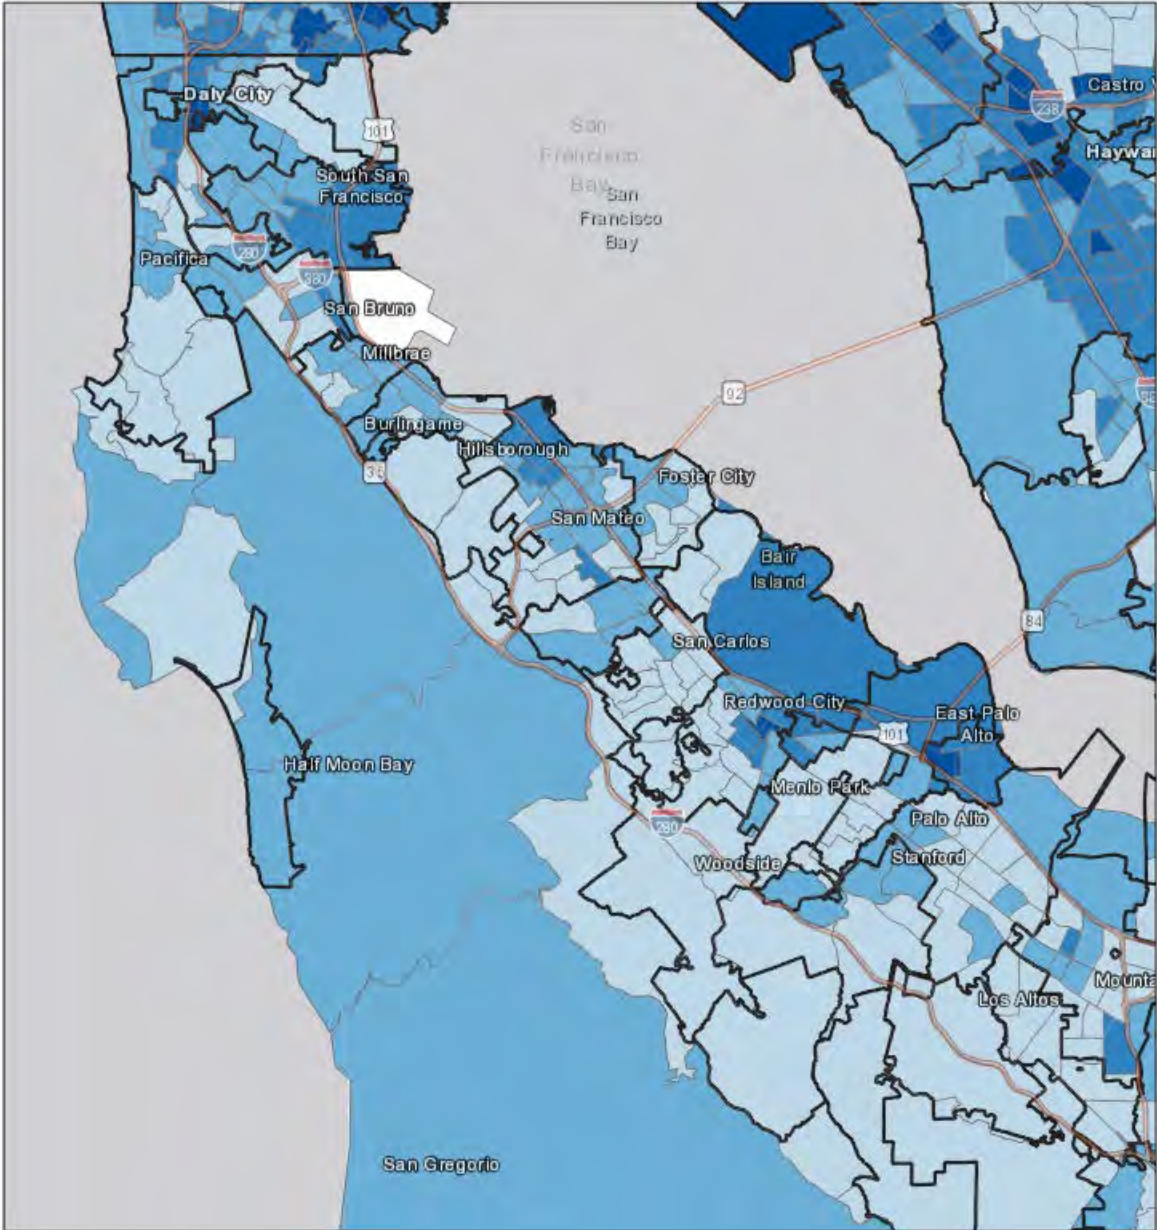 Castro V
238
Daly City
101
San
Francisco
Bay
Haywar
South San
Francisco
San
Francisco
Bay
280
Pacifica
380
San Bruno
Millbrae
92
Burlingame
Hillsborough
35
Foster City
San Mateo
Bair
Island
84
San Carlos
Redwood City
East Palo
Alto
101
Half Moon Bay
Menlo Park
Palo Alto
280
Stanford
Woodside
Mounta
Los Altos
San Gregorio